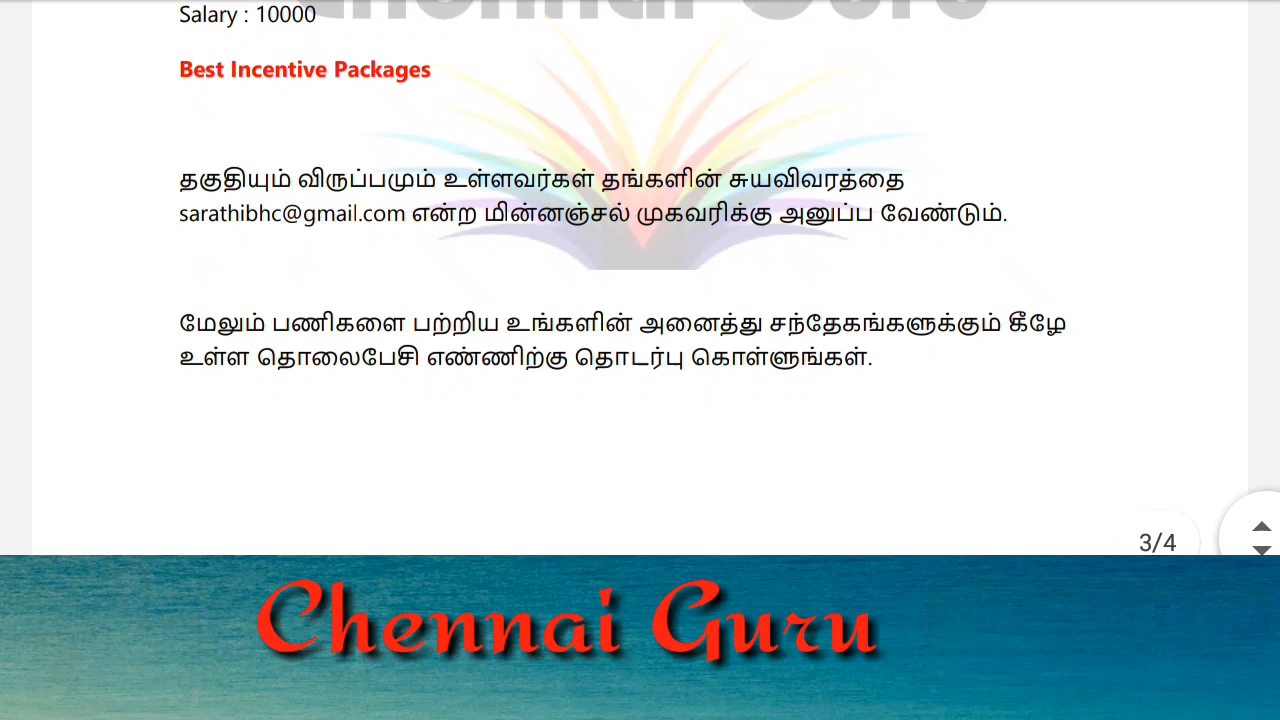 Chennai Guru
Salary : 10000
Best Incentive Packages
தகுதியும் விருப்பமும் உள்ளவர்கள் தங்களின் சுயவிவரத்தை
sarathibhc@gmail.com என்ற மின்னஞ்சல் முகவரிக்கு அனுப்ப வேண்டும்.
மேலும் பணிகளை பற்றிய உங்களின் அனைத்து சந்தேகங்களுக்கும் கீழே
உள்ள தொலைபேசி எண்ணிற்கு தொடர்பு கொள்ளுங்கள்.
3/4
Chennai Guru